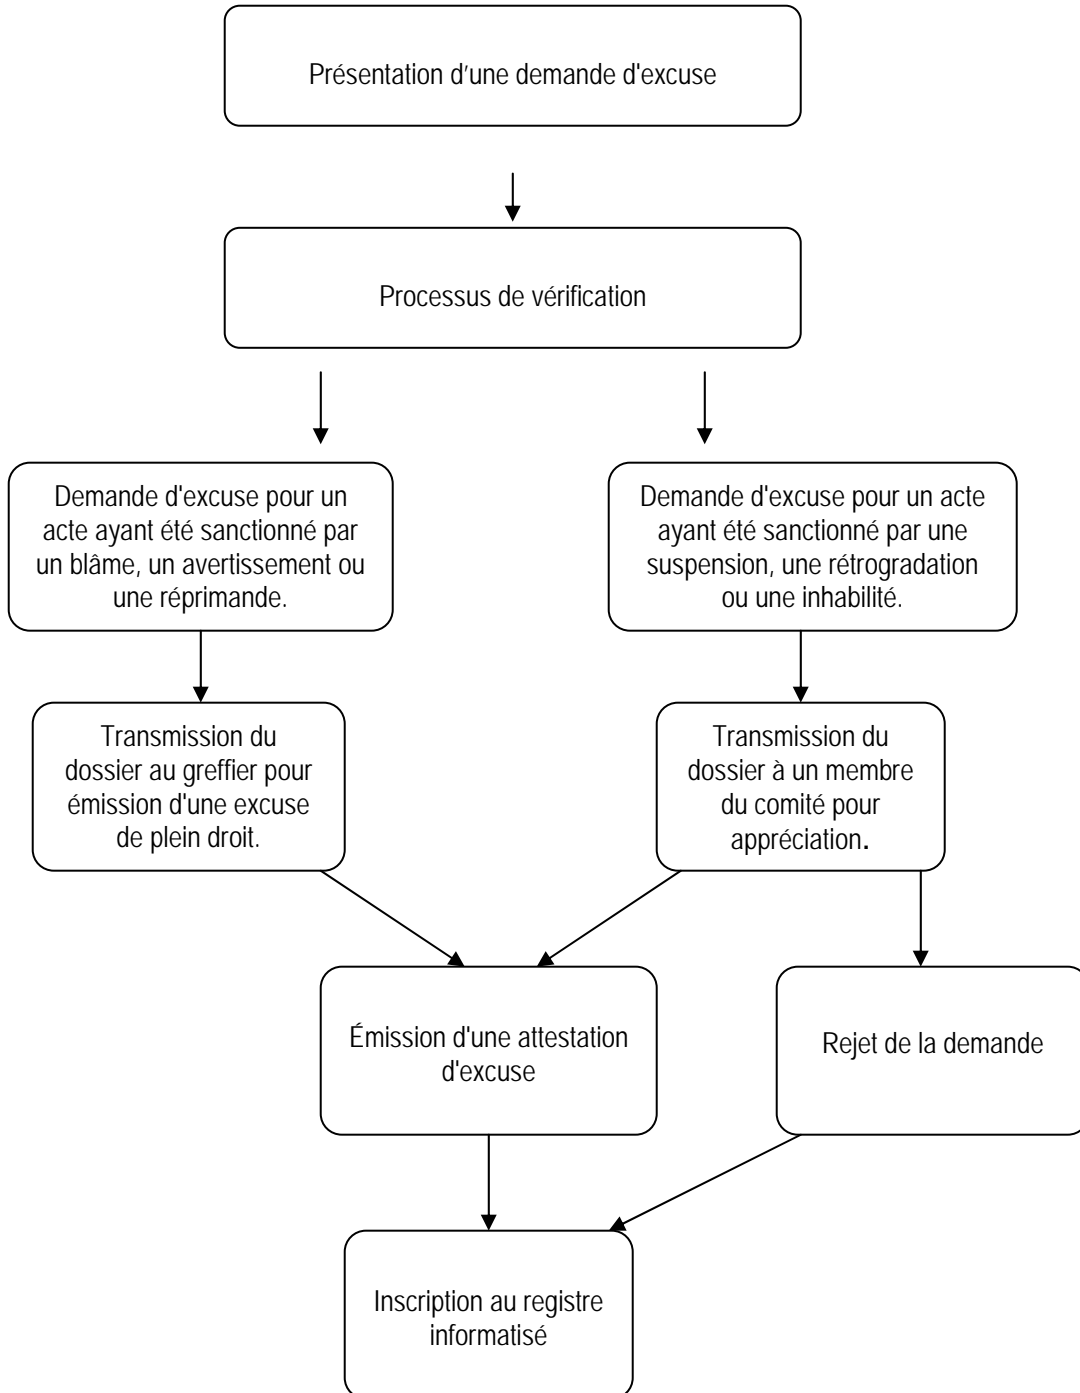 Présentation d’une demande d'excuse
Processus de vérification
Demande d'excuse pour un
acte ayant été sanctionné par
un blâme, un avertissement ou
une réprimande.
Demande d'excuse pour un acte
ayant été sanctionné par une
suspension, une rétrogradation
ou une inhabilité.
Transmission du
dossier au greffier pour
émission d'une excuse
de plein droit.
Transmission du
dossier à un membre
du comité pour
appréciation.
Émission d'une attestation
d'excuse
Rejet de la demande
Inscription au registre
informatisé